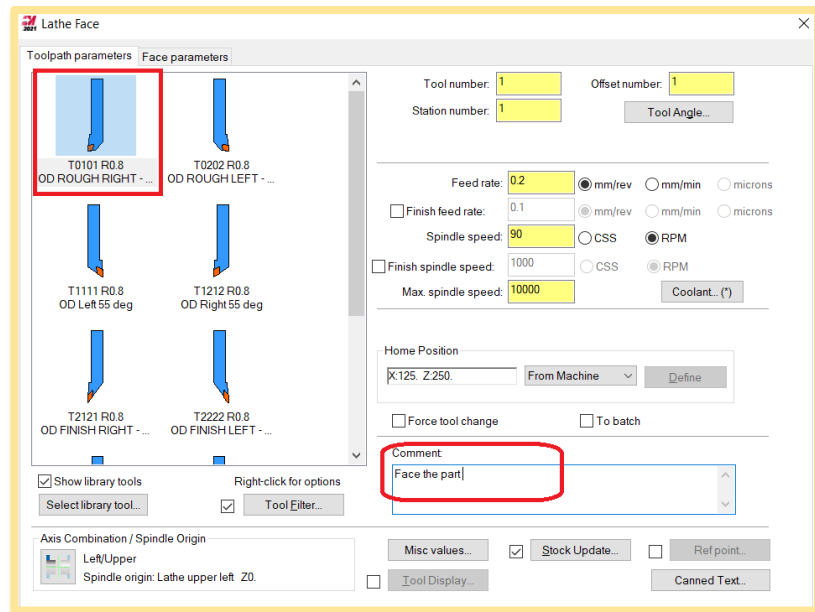 2021
Lathe Face
Toolpath parameters Face parameters
T0101 R0.8
OD ROUGH RIGHT - ...
T0202 R0.8
OD ROUGH LEFT - ...
T1111 R0.8
OD Left 55 deg
T1212 R0.8
OD Right 55 deg
T2121 R0.8
OD FINISH RIGHT - ...
T2222 R0.8
OD FINISH LEFT - ...
Show library tools
Right-click for options
Select library tool...
Tool Filter...
Axis Combination / Spindle Origin
Left/Upper
Spindle origin: Lathe upper left Z0.
Tool number: 1
Offset number: 1
Station number: 1
Tool Angle...
Feed rate: 0.2 mm/rev mm/min microns
Finish feed rate: 0.1 mm/rev mm/min microns
Spindle speed: 90 CSS RPM
Finish spindle speed: 1000 CSS RPM
Max. spindle speed: 10000
Coolant... (*)
Home Position
X:125. Z:250.
From Machine
Define
Force tool change
To batch
Comment:
Face the part
Misc values...
Stock Update...
Ref point...
Tool Display...
Canned Text...